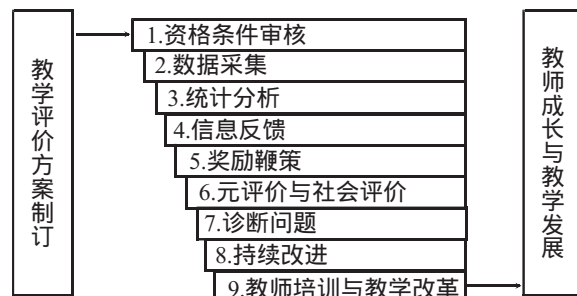 教学评价方案制订
1.资格条件审核
2.数据采集
3.统计分析
4.信息反馈
5.奖励鞭策
6.元评价与社会评价
7.诊断问题
8.持续改进
9.教师培训与教学改革
教师成长与教学发展